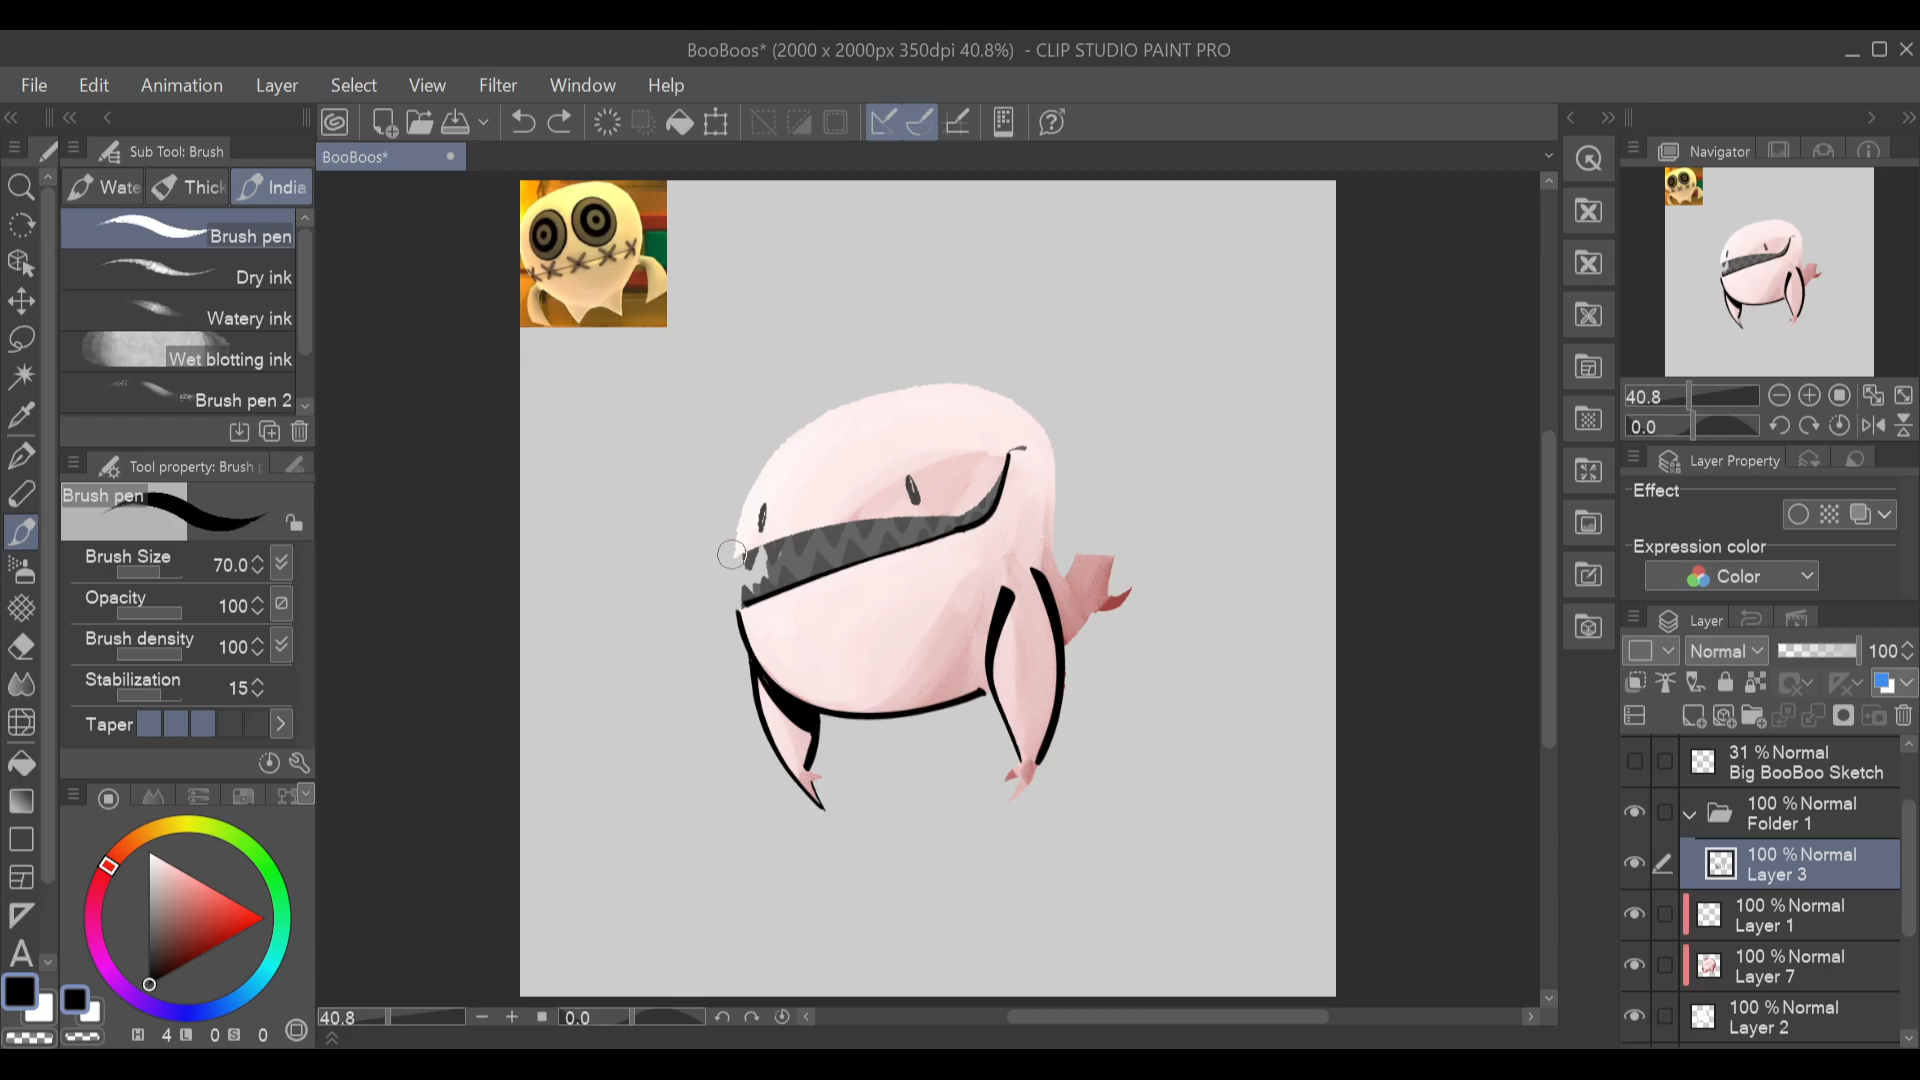 BooBoos* (2000 x 2000px 350dpi 40.8%)  - CLIP STUDIO PAINT PRO
File Edit Animation Layer Select View Filter Window Help
Sub Tool: Brush
BooBoos*
Navigator
Wate Thick India
Brush pen
Dry ink
Watery ink
Wet blotting ink
Brush pen 2
Tool property: Brush
Brush pen
Brush Size 70.0
Opacity 100
Brush density 100
Stabilization 15
Taper
H 4 L 0 S 0
40.8 0.0
40.8
0.0
Layer Property
Effect
Expression color
Color
Layer
Normal 100
31 % Normal
Big BooBoo Sketch
100 % Normal
Folder 1
100 % Normal
Layer 3
100 % Normal
Layer 1
100 % Normal
Layer 7
100 % Normal
Layer 2